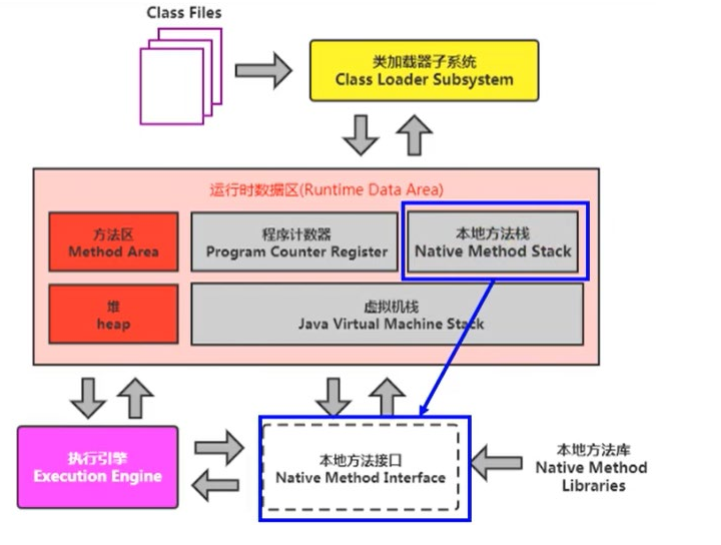 Class Files
类加载器子系统
Class Loader Subsystem
运行时数据区(Runtime Data Area)
方法区
Method Area
程序计数器
Program Counter Register
本地方法栈
Native Method Stack
堆
heap
虚拟机栈
Java Virtual Machine Stack
执行引擎
Execution Engine
本地方法接口
Native Method Interface
本地方法库
Native Method
Libraries